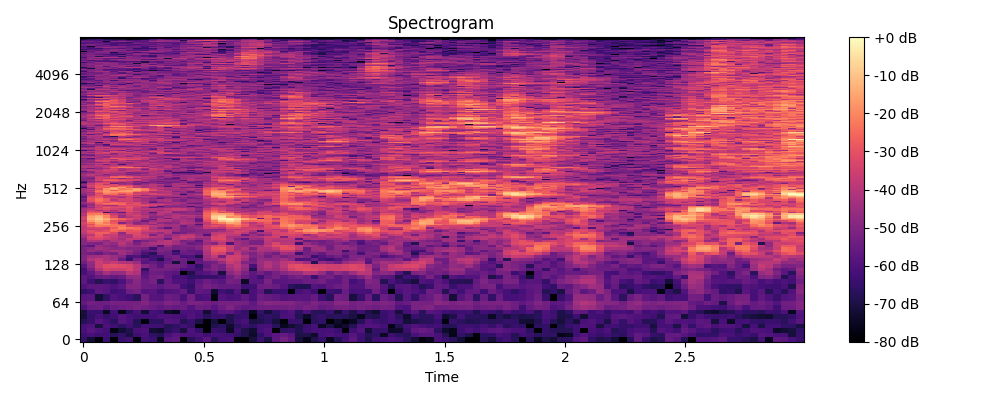 Spectrogram
Hz
4096
2048
1024
512
256
128
64
0
0 0.5 1 1.5 2 2.5
Time
+0 dB
-10 dB
-20 dB
-30 dB
-40 dB
-50 dB
-60 dB
-70 dB
-80 dB